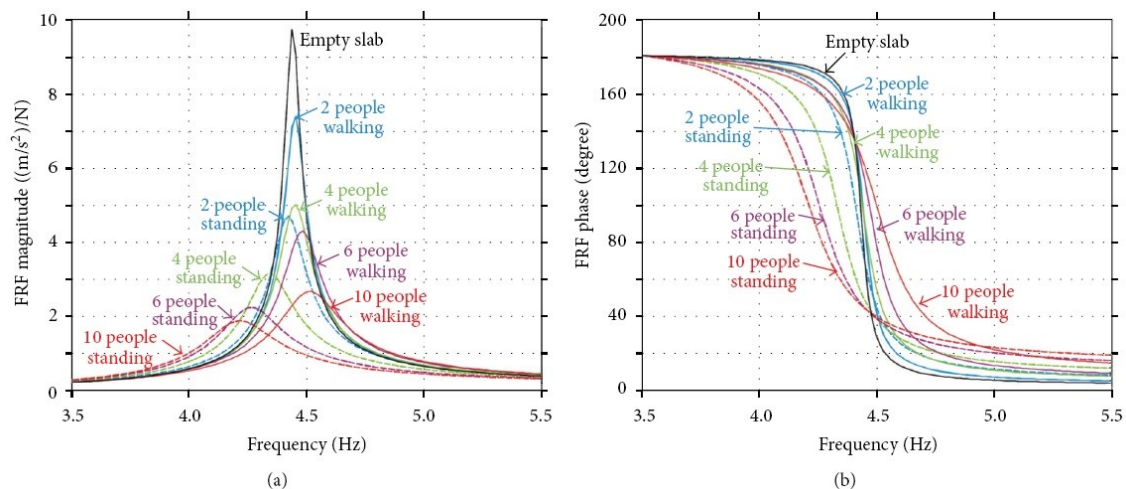 10
8
6
4
2
0
3.5
4.0
4.5
5.0
5.5
FRF magnitude ((m/s²)/N)
Frequency (Hz)
Empty slab
2 people
walking
4 people
walking
2 people
standing
4 people
standing
6 people
walking
6 people
standing
10 people
walking
10 people
standing
(a)
200
160
120
80
40
0
3.5
4.0
4.5
5.0
5.5
FRF phase (degree)
Frequency (Hz)
Empty slab
2 people
walking
2 people
standing
4 people
walking
4 people
standing
6 people
standing
6 people
walking
10 people
standing
10 people
walking
(b)